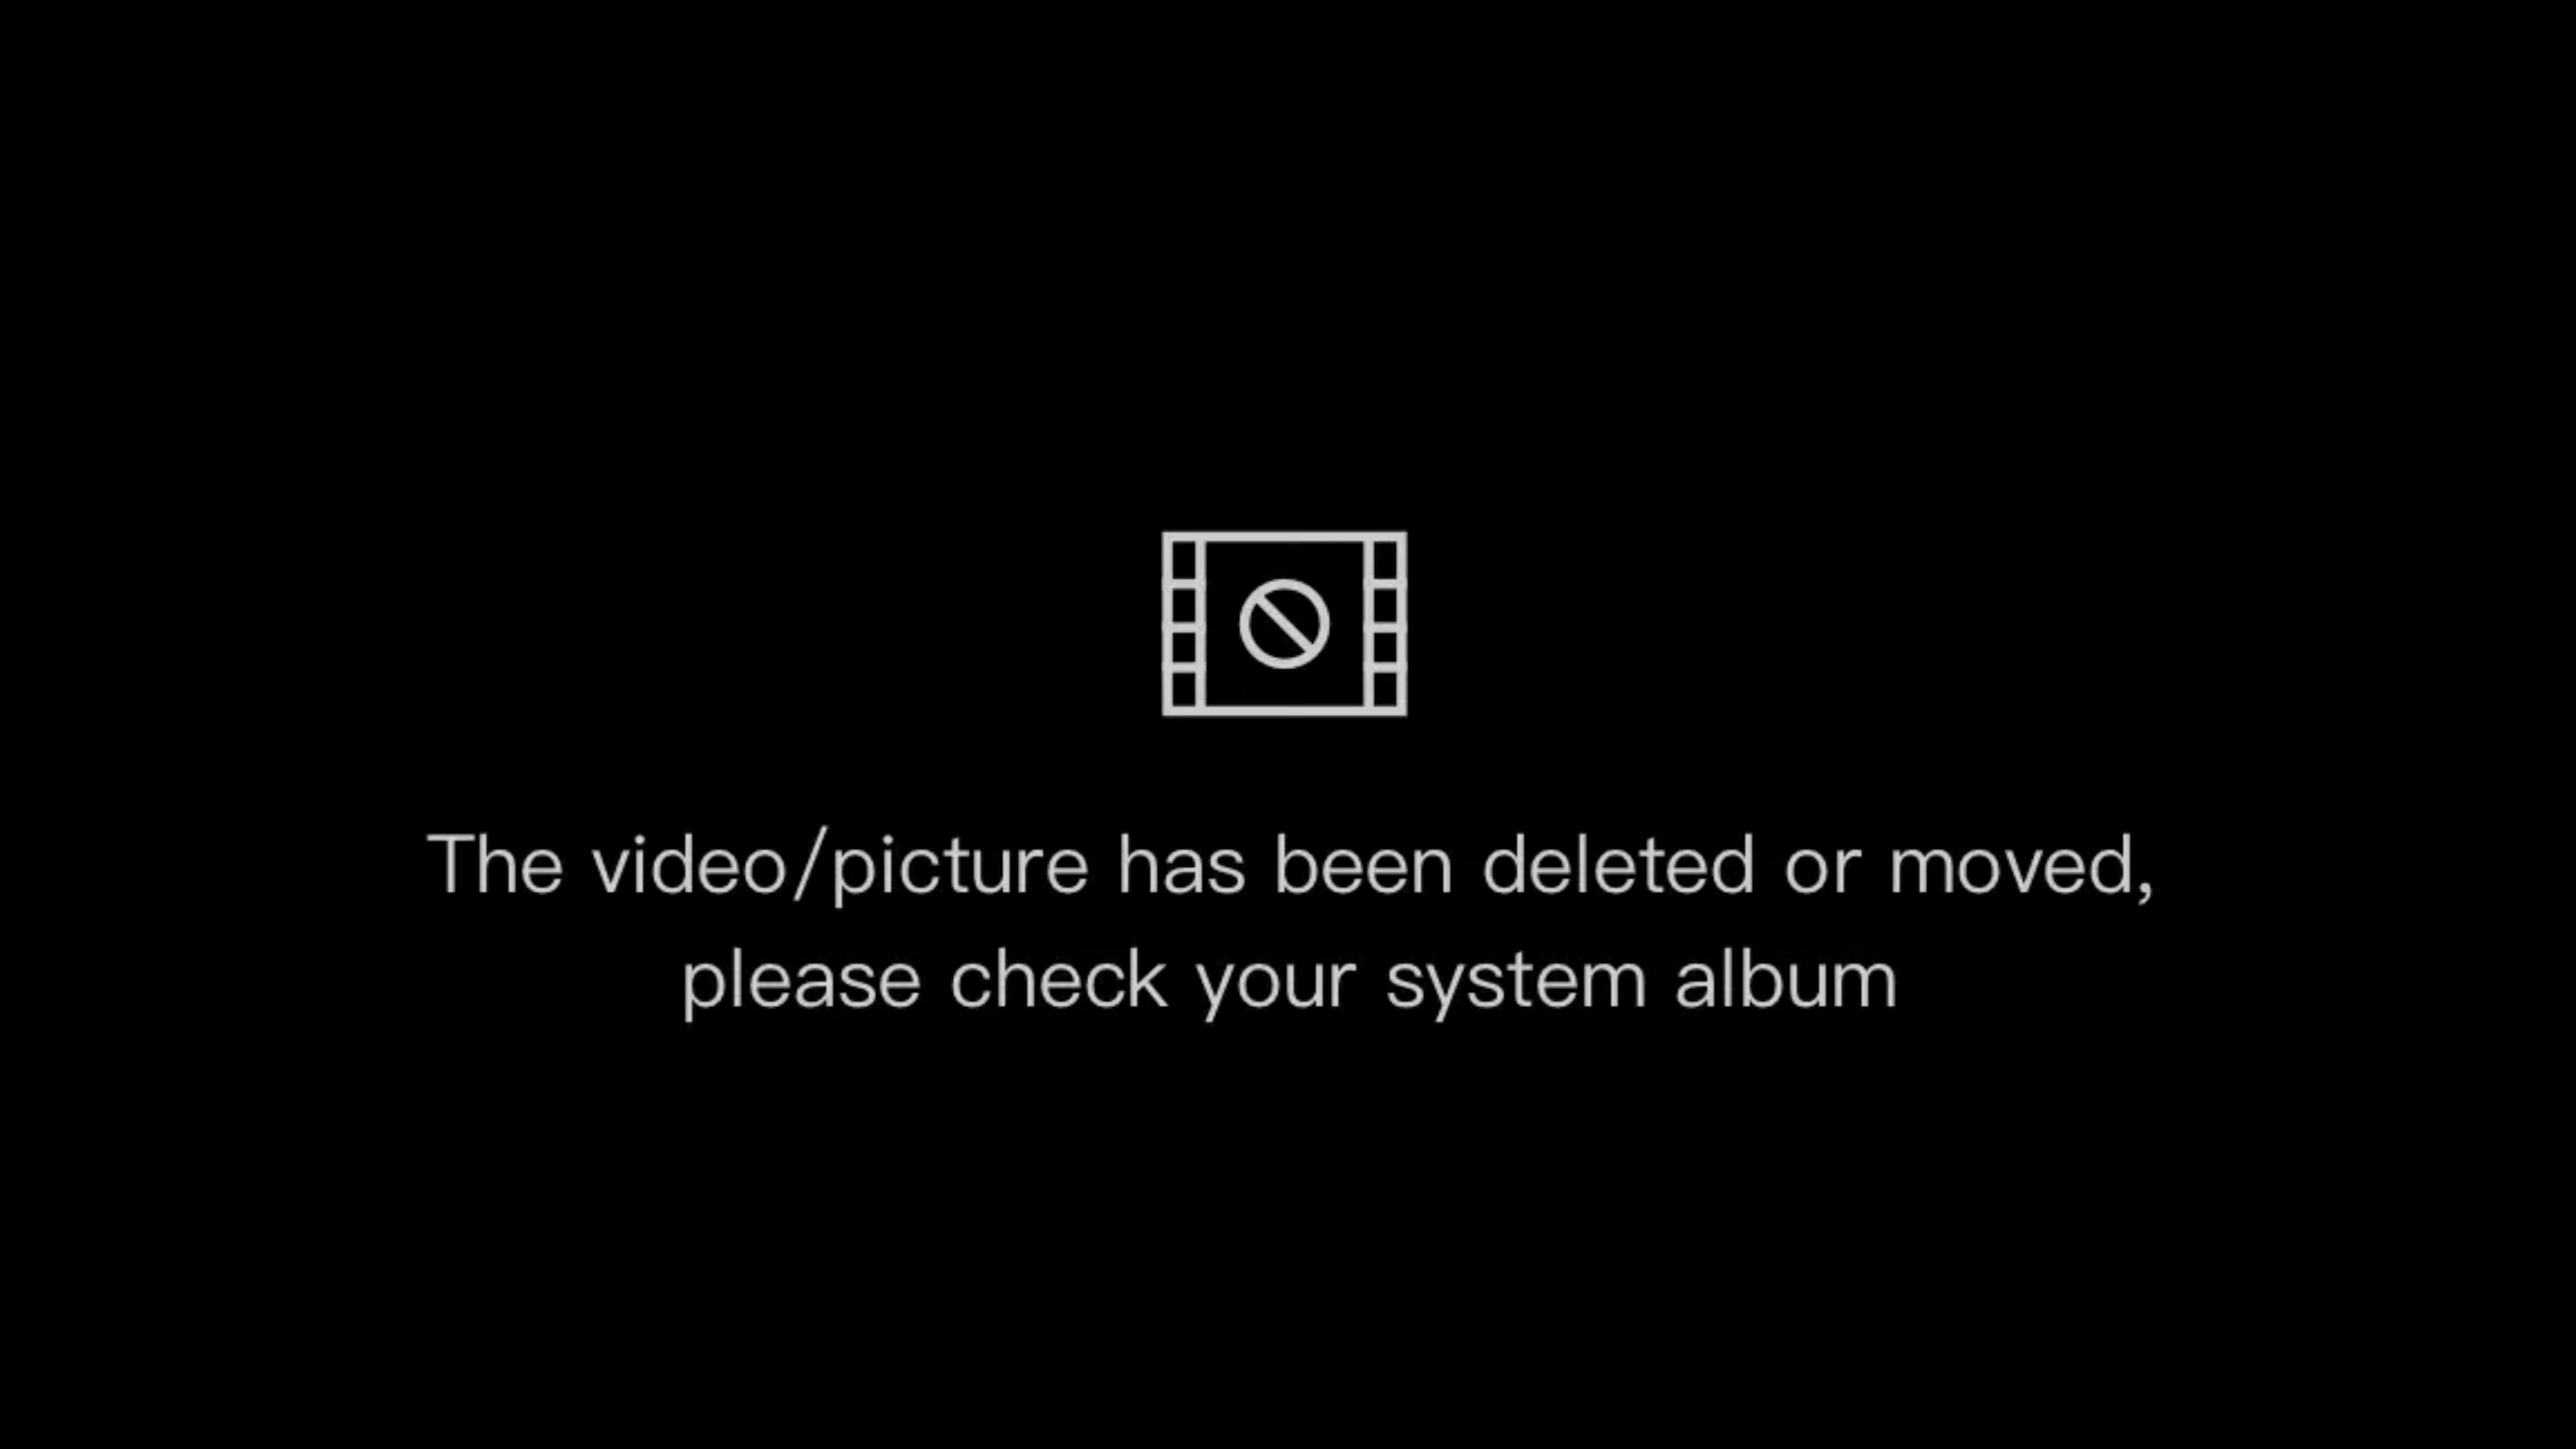 The video/picture has been deleted or moved,
please check your system album